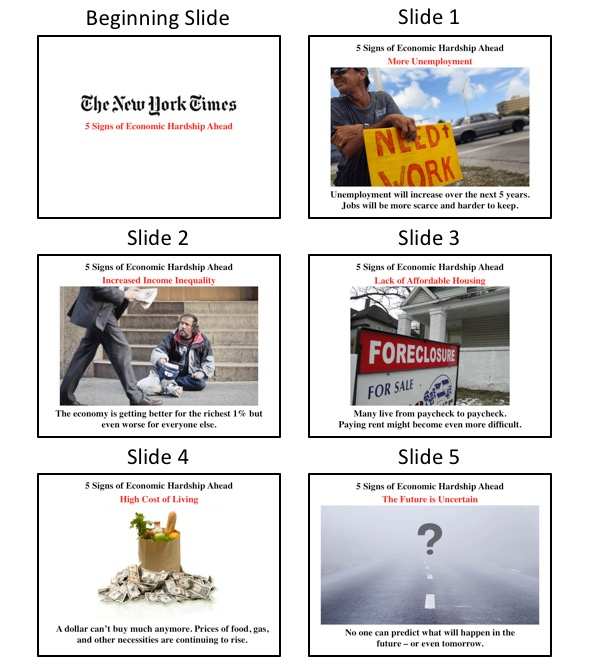 Beginning Slide
The New York Times
5 Signs of Economic Hardship Ahead
Slide 1
5 Signs of Economic Hardship Ahead
More Unemployment
NEED
WORK
Unemployment will increase over the next 5 years.
Jobs will be more scarce and harder to keep.
Slide 2
5 Signs of Economic Hardship Ahead
Increased Income Inequality
The economy is getting better for the richest 1% but
even worse for everyone else.
Slide 3
5 Signs of Economic Hardship Ahead
Lack of Affordable Housing
FORECLOSURE
FOR SALE
Many live from paycheck to paycheck.
Paying rent might become even more difficult.
Slide 4
5 Signs of Economic Hardship Ahead
High Cost of Living
A dollar can't buy much anymore. Prices of food, gas,
and other necessities are continuing to rise.
Slide 5
5 Signs of Economic Hardship Ahead
The Future is Uncertain
?
No one can predict what will happen in the
future – or even tomorrow.